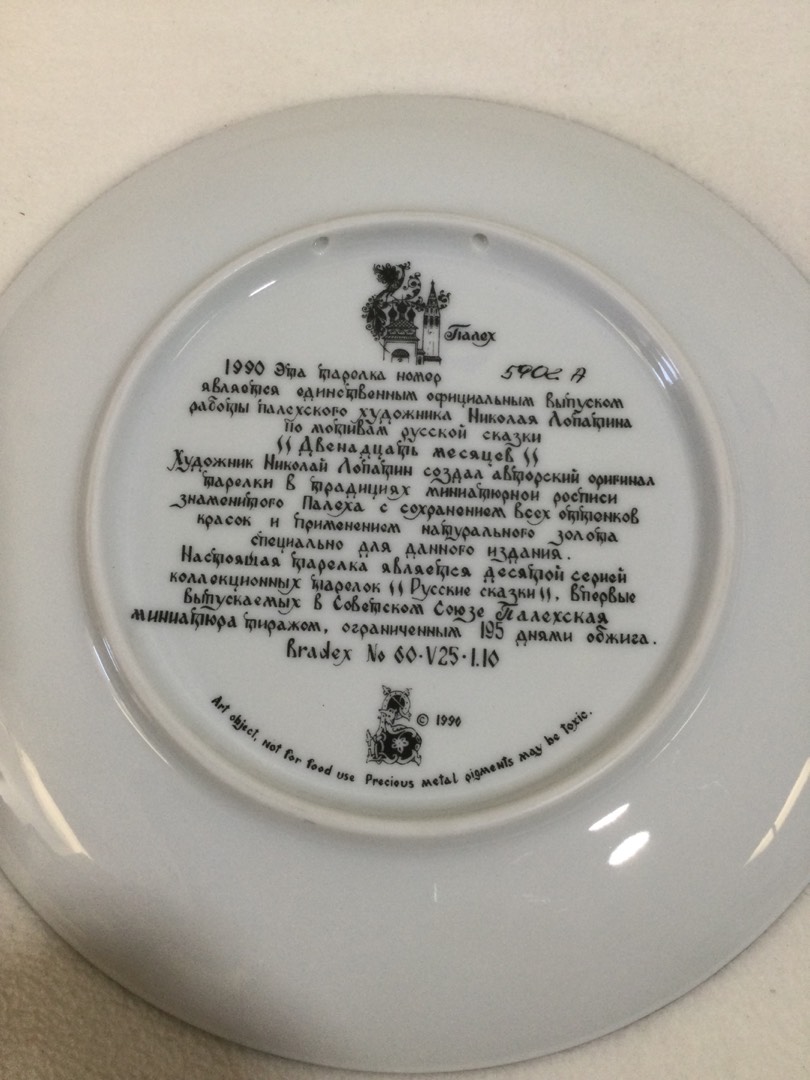 Палех
1990 Эта тарелка номер 5902 A
является единственным официальным выпуском
работы палехского художника Николая Лопатина
по мотивам русской сказки
"Двенадцать месяцев"
Художник Николай Лопатин создал авторский оригинал
тарелки в традициях миниатюрной росписи
знаменитого Палеха с сохранением всех оттенков
красок и применением натурального золота
специально для данного издания.
Настоящая тарелка является десятой серией
коллекционных тарелок "Русские сказки", впервые
выпускаемых в Советском Союзе Палехская
миниатюра тиражом, ограниченным 195 днями обжига.
Bradex No 60·V25·1.10
© 1990
Art object, not for food use Precious metal pigments may be toxic.